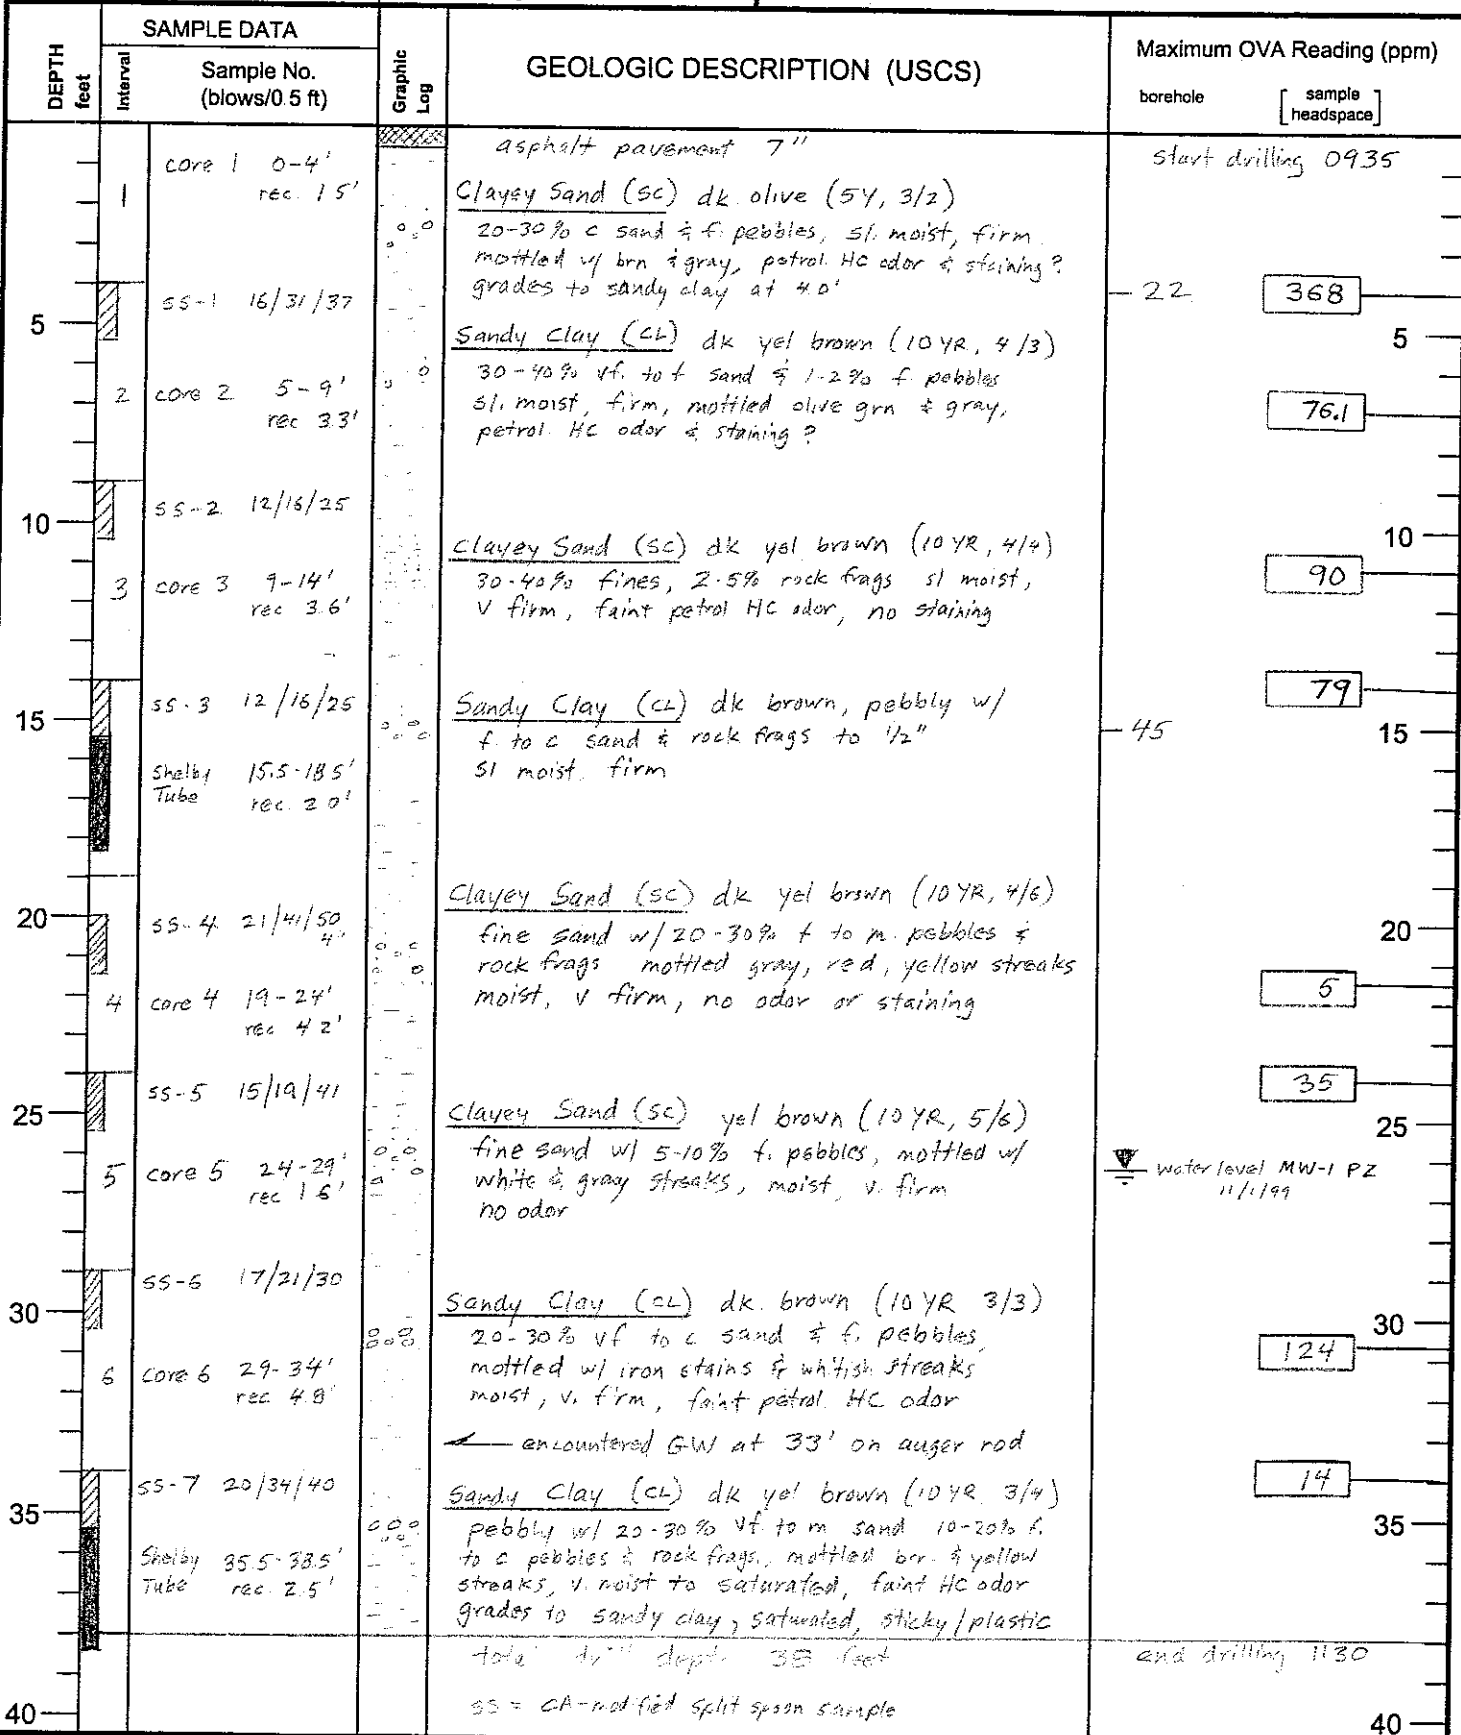 SAMPLE DATA
DEPTH feet
Interval
Sample No.
(blows/0.5 ft)
Graphic Log
GEOLOGIC DESCRIPTION (USCS)
Maximum OVA Reading (ppm)
borehole
[sample headspace]
asphalt pavement 7"
start drilling 0935
1
core 1 0-4'
rec. 1 5'
Clayey Sand (SC) dk. olive (5Y, 3/2)
20-30% c sand & f. pebbles, sl. moist, firm
mottled w/ brn & gray, petrol. HC odor & staining?
grades to sandy clay at 4.0'
ss-1 16/31/37
22
368
5
5
Sandy Clay (CL) dk yel brown (10 YR, 4/3)
30-40% vf. to f sand & 1-2% f. pebbles
sl. moist, firm, mottled olive grn & gray,
petrol. HC odor & staining?
2
core 2 5-9'
rec 3.3'
76.1
ss-2 12/16/25
10
10
Clayey Sand (SC) dk yel brown (10 YR, 4/4)
30-40% fines, 2-5% rock frags sl moist,
V firm, faint petrol HC odor, no staining
3
core 3 9-14'
rec 3.6'
90
ss-3 12/16/25
79
15
45
15
Sandy Clay (CL) dk brown, pebbly w/
f. to c sand & rock frags to 1/2"
sl moist. firm
Shelby Tube 15.5-18 5'
rec. 2 0'
Clayey Sand (SC) dk yel brown (10 YR, 4/6)
fine sand w/ 20-30% f to m. pebbles &
rock frags mottled gray, red, yellow streaks
moist, v firm, no odor or staining
20
20
ss-4 21/41/50
4"
4
core 4 19-24'
rec 4 2'
5
ss-5 15/19/41
35
25
25
Clayey Sand (SC) yel brown (10 YR, 5/6)
fine sand w/ 5-10% f. pebbles, mottled w/
white & gray streaks, moist, v. firm
no odor
5
core 5 24-29'
rec 1 6'
water level MW-1 PZ
11/1/99
ss-6 17/21/30
30
30
Sandy Clay (CL) dk. brown (10 YR 3/3)
20-30% vf to c sand & f. pebbles,
mottled w/ iron stains & whitish streaks
moist, v. firm, faint petrol. HC odor
encountered GW at 33' on auger rod
6
core 6 29-34'
rec 4.8'
124
ss-7 20/34/40
14
35
35
Sandy Clay (CL) dk yel brown (10 YR 3/4)
pebbly w/ 20-30% vf. to m sand 10-20% f.
to c pebbles & rock frags., mottled brn. & yellow
streaks, v. moist to saturated, faint HC odor
grades to sandy clay, saturated, sticky/plastic
Shelby Tube 35.5-38.5'
rec. 2.5'
38 feet
end drilling 1130
ss = CA-modified split spoon sample
40
40